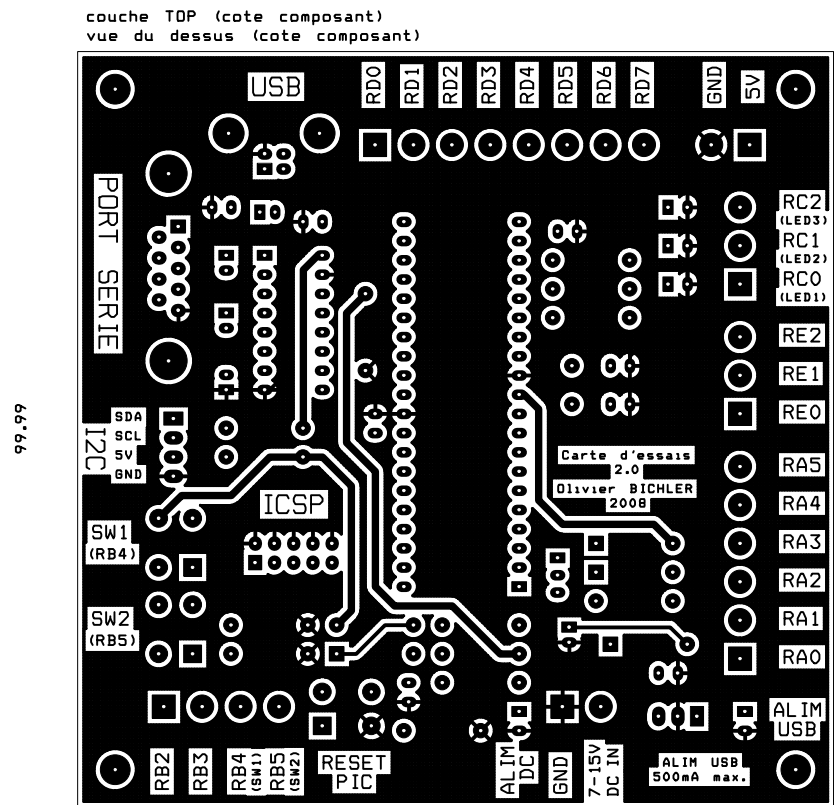 couche TOP (cote composant)
vue du dessus (cote composant)
USB
RD0
RD1
RD2
RD3
RD4
RD5
RD6
RD7
GND
5V
PORT SERIE
RC2
(LED3)
RC1
(LED2)
RC0
(LED1)
RE2
RE1
RE0
99.99
I2C
SDA
SCL
5V
GND
Carte d'essais
2.0
Olivier BICHLER
2008
RA5
RA4
RA3
RA2
RA1
RA0
ICSP
SW1
(RB4)
SW2
(RB5)
ALIM
USB
RB2
RB3
RB4
(SW1)
RB5
(SW2)
RESET
PIC
ALIM
DC
GND
7-15V
DC IN
ALIM USB
500mA max.